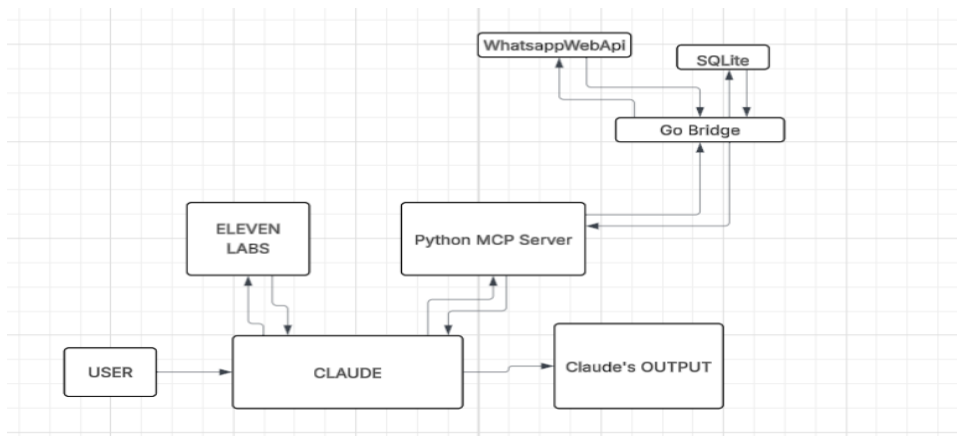 WhatsappWebApi
SQLite
Go Bridge
ELEVEN
LABS
Python MCP Server
USER
CLAUDE
Claude's OUTPUT